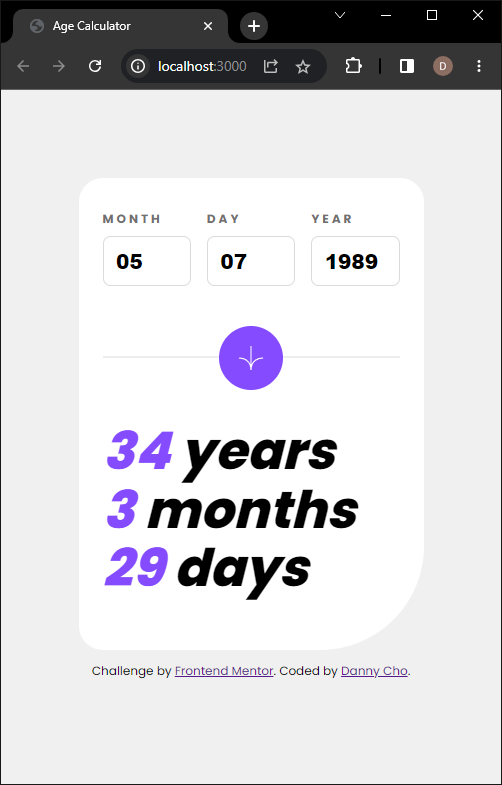 Age Calculator
localhost:3000
D
MONTH DAY YEAR
05 07 1989
34 years
3 months
29 days
Challenge by Frontend Mentor. Coded by Danny Cho.